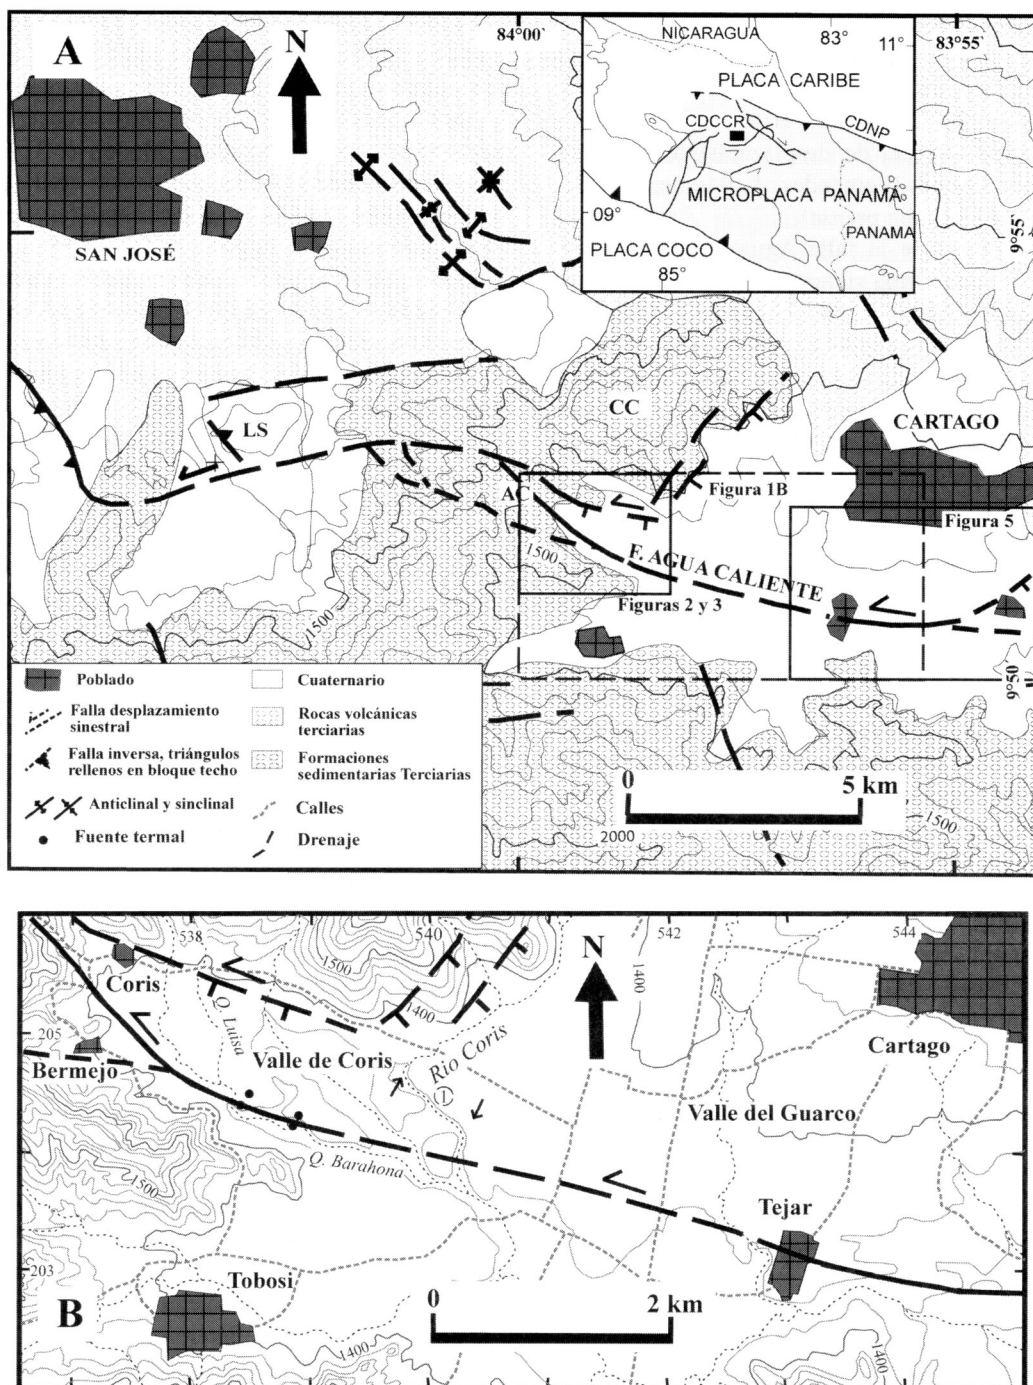 A
N
84°00`
83°55`
NICARAGUA
83°
11°
PLACA CARIBE
CDCCR
CDNP
MICROPLACA PANAMA
09°
PANAMA
PLACA COCO
85°
9°55`
SAN JOSÉ
LS
CC
CARTAGO
AC
Figura 1B
Figura 5
F. AGUA CALIENTE
1500
Figuras 2 y 3
1500
9°50`
Poblado
Cuaternario
Falla desplazamiento
sinestral
Rocas volcánicas
terciarias
Falla inversa, triángulos
rellenos en bloque techo
Formaciones
sedimentarias Terciarias
Anticlinal y sinclinal
Calles
Fuente termal
Drenaje
0
5 km
2000
1500
538
540
542
544
N
1500
1400
1400
Coris
Q. Luisa
205
Bermejo
Valle de Coris
Rio Coris
1
Cartago
Valle del Guarco
Q. Barahona
1500
Tejar
203
Tobosi
B
0
2 km
1400
1400